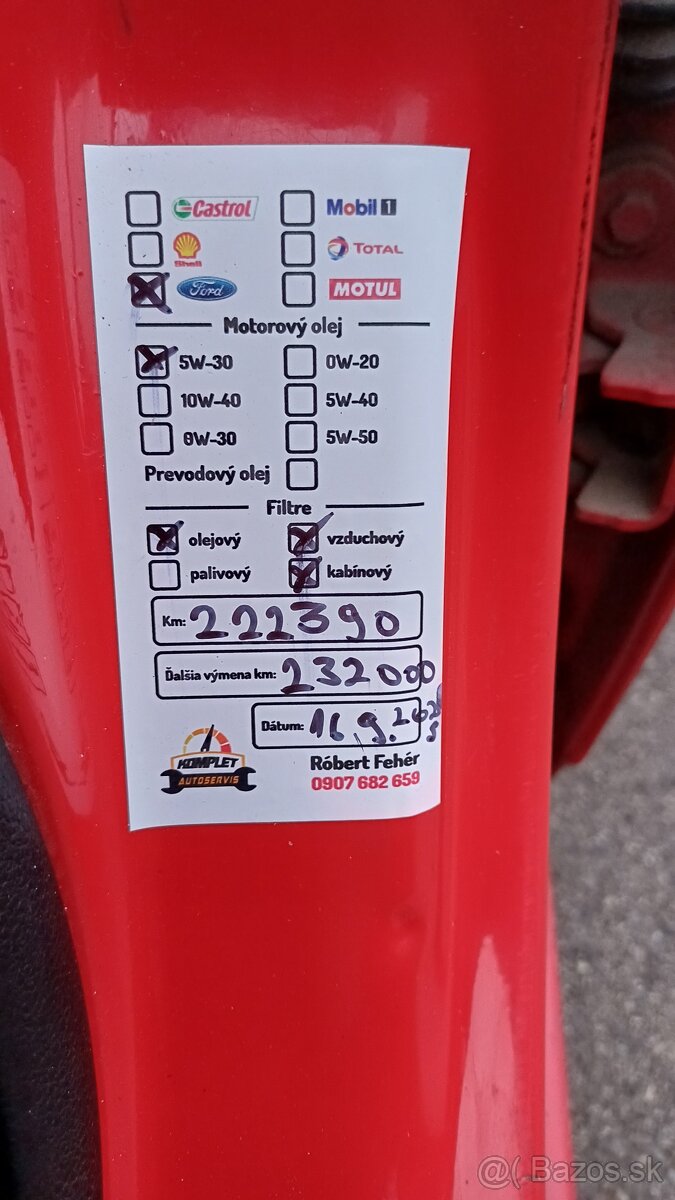 Castrol Mobil 1
Shell TOTAL
Ford MOTUL
Motorový olej
5W-30 0W-20
10W-40 5W-40
0W-30 5W-50
Prevodový olej
Filtre
olejový vzduchový
palivový kabínový
Km: 222390
Ďalšia výmena km: 232000
Dátum: 16.9.
KOMPLET
AUTOSERVIS
Róbert Fehér
0907 682 659
@( Bazos.sk